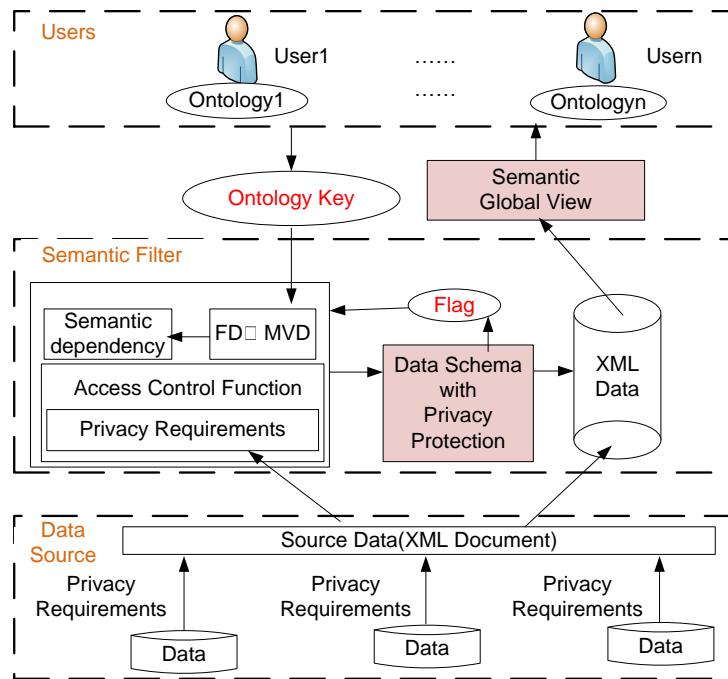 Users
User1
……
Usern
Ontology1
……
Ontologyn
Ontology Key
Semantic
Global View
Semantic Filter
Flag
Semantic
dependency
FD□ MVD
Access Control Function
Privacy Requirements
Data Schema
with
Privacy
Protection
XML
Data
Data
Source
Source Data(XML Document)
Privacy
Requirements
Privacy
Requirements
Privacy
Requirements
Data
Data
Data